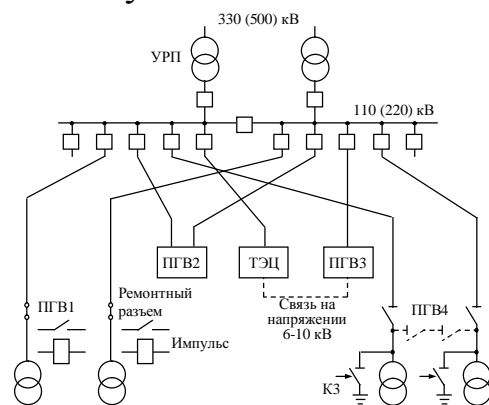 330 (500) кВ
УРП
110 (220) кВ
ПГВ2
ТЭЦ
ПГВ3
ПГВ1
Ремонтный
разъем
Связь на
напряжении
6-10 кВ
ПГВ4
Импульс
КЗ